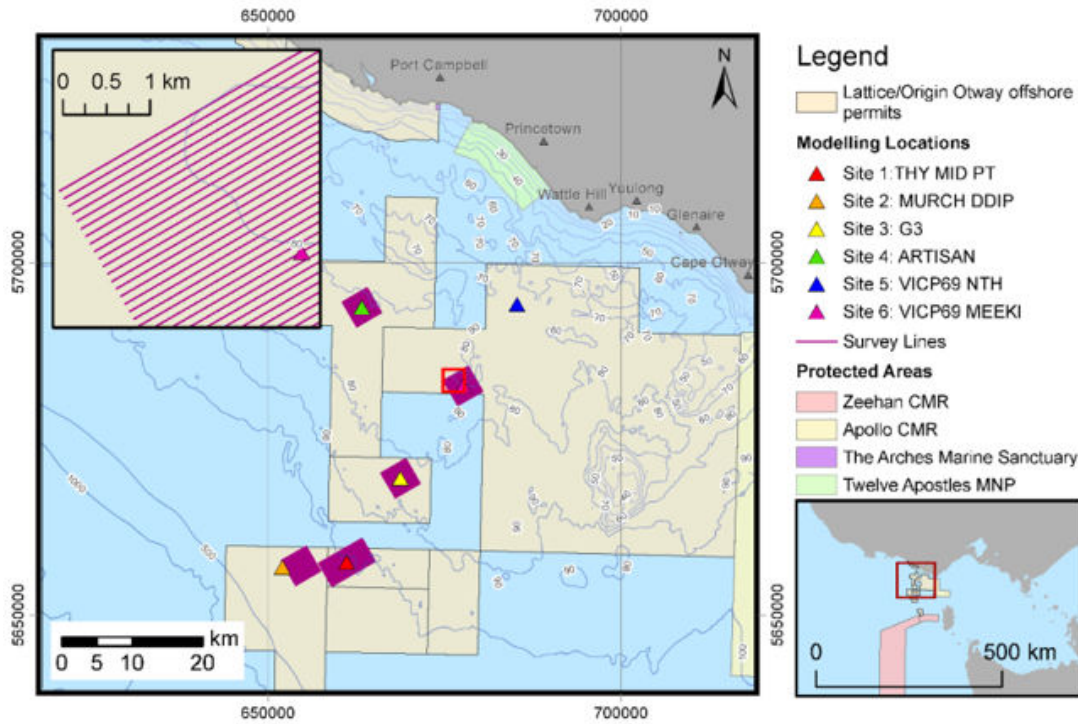 650000
700000
0 0.5 1 km
Port Campbell
Princetown
Wattle Hill
Yuulong
Glenaire
Cape Otway
N
5700000
5700000
5650000
5650000
1000
500
km
0 5 10 20
650000
700000
Legend
Lattice/Origin Otway offshore
permits
Modelling Locations
Site 1: THY MID PT
Site 2: MURCH DDIP
Site 3: G3
Site 4: ARTISAN
Site 5: VICP69 NTH
Site 6: VICP69 MEEKI
Survey Lines
Protected Areas
Zeehan CMR
Apollo CMR
The Arches Marine Sanctuary
Twelve Apostles MNP
0 500 km